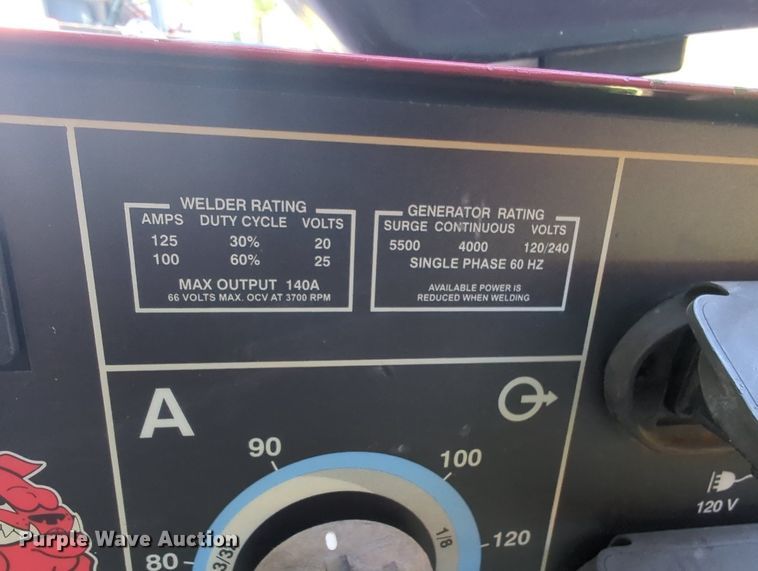 WELDER RATING
AMPS DUTY CYCLE VOLTS
125 30% 20
100 60% 25
MAX OUTPUT 140A
66 VOLTS MAX. OCV AT 3700 RPM
GENERATOR RATING
SURGE CONTINUOUS VOLTS
5500 4000 120/240
SINGLE PHASE 60 HZ
AVAILABLE POWER IS
REDUCED WHEN WELDING
A
90
100
120 V
1/8
120
80
Purple Wave Auction